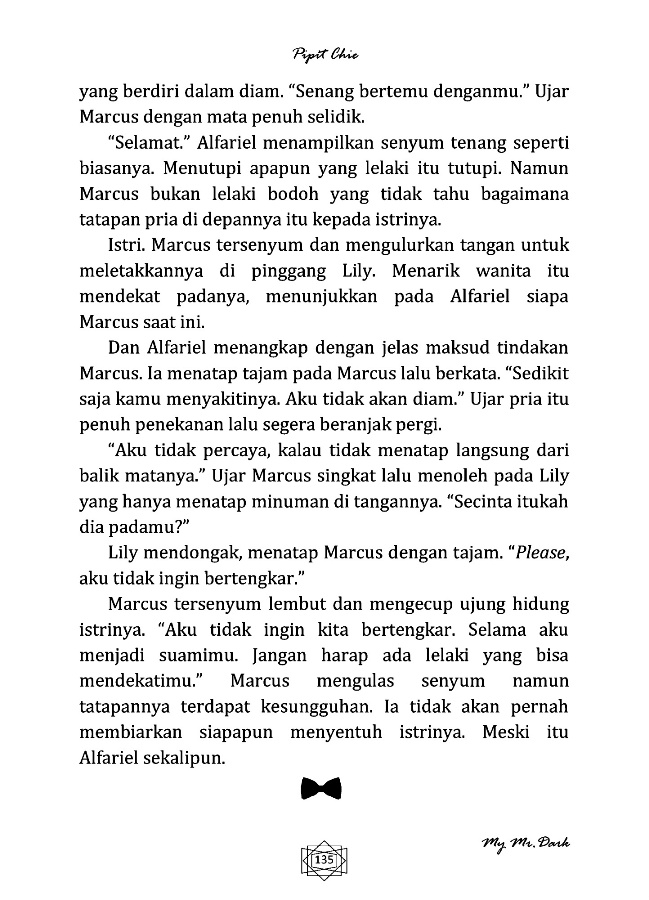 Pipit Chie
yang berdiri dalam diam. “Senang bertemu denganmu.” Ujar
Marcus dengan mata penuh selidik.
“Selamat.” Alfariel menampilkan senyum tenang seperti
biasanya. Menutupi apapun yang lelaki itu tutupi. Namun
Marcus bukan lelaki bodoh yang tidak tahu bagaimana
tatapan pria di depannya itu kepada istrinya.
Istri. Marcus tersenyum dan mengulurkan tangan untuk
meletakkannya di pinggang Lily. Menarik wanita itu
mendekat padanya, menunjukkan pada Alfariel siapa
Marcus saat ini.
Dan Alfariel menangkap dengan jelas maksud tindakan
Marcus. Ia menatap tajam pada Marcus lalu berkata. “Sedikit
saja kamu menyakitinya. Aku tidak akan diam.” Ujar pria itu
penuh penekanan lalu segera beranjak pergi.
“Aku tidak percaya, kalau tidak menatap langsung dari
balik matanya.” Ujar Marcus singkat lalu menoleh pada Lily
yang hanya menatap minuman di tangannya. “Secinta itukah
dia padamu?”
Lily mendongak, menatap Marcus dengan tajam. “Please,
aku tidak ingin bertengkar.”
Marcus tersenyum lembut dan mengecup ujung hidung
istrinya. “Aku tidak ingin kita bertengkar. Selama aku
menjadi suamimu. Jangan harap ada lelaki yang bisa
mendekatimu.” Marcus mengulas senyum namun
tatapannya terdapat kesungguhan. Ia tidak akan pernah
membiarkan siapapun menyentuh istrinya. Meski itu
Alfariel sekalipun.
My Mr. Dark
135